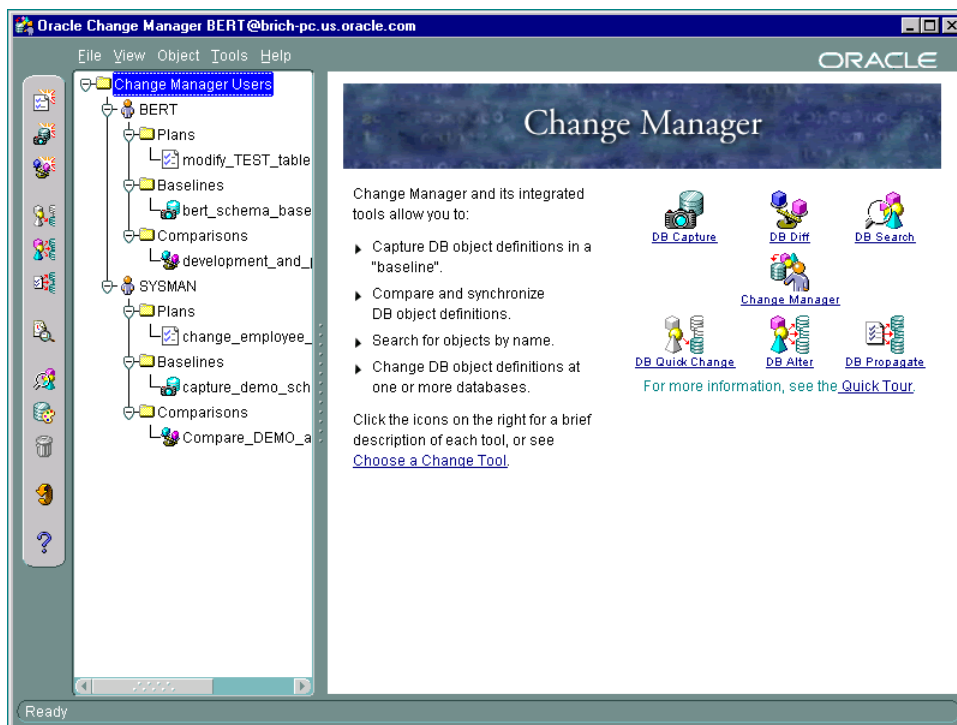 Oracle Change Manager BERT@brich-pc.us.oracle.com
File View Object Tools Help
ORACLE
Change Manager Users
BERT
Plans
modify_TEST_table
Baselines
bert_schema_base
Comparisons
development_and_p
SYSMAN
Plans
change_employee_
Baselines
capture_demo_sch
Comparisons
Compare_DEMO_a
Change Manager
Change Manager and its integrated
tools allow you to:
Capture DB object definitions in a
"baseline".
Compare and synchronize
DB object definitions.
Search for objects by name.
Change DB object definitions at
one or more databases.
Click the icons on the right for a brief
description of each tool, or see
Choose a Change Tool.
DB Capture DB Diff DB Search
Change Manager
DB Quick Change DB Alter DB Propagate
For more information, see the Quick Tour.
Ready